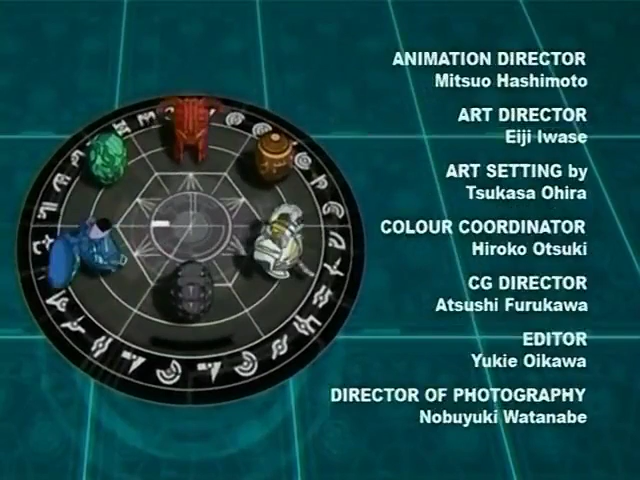 ANIMATION DIRECTOR
Mitsuo Hashimoto
ART DIRECTOR
Eiji Iwase
ART SETTING by
Tsukasa Ohira
COLOUR COORDINATOR
Hiroko Otsuki
CG DIRECTOR
Atsushi Furukawa
EDITOR
Yukie Oikawa
DIRECTOR OF PHOTOGRAPHY
Nobuyuki Watanabe